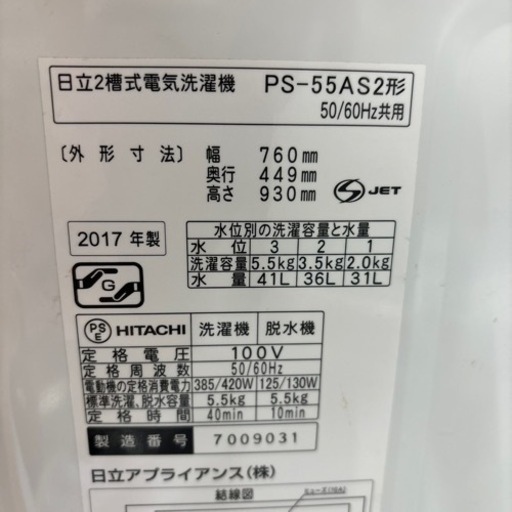 日立2槽式電気洗濯機 PS-55AS2形
50/60Hz共用
〔外形寸法〕 幅 760mm
奥行 449mm
高さ 930mm
S JET
2017 年製
水位別の洗濯容量と水量
水位 3 2 1
洗濯容量 5.5kg 3.5kg 2.0kg
水量 41L 36L 31L
G
PSE HITACHI 洗濯機 脱水機
定格電圧 100V
定格周波数 50/60Hz
電動機の定格消費電力 385/420W 125/130W
標準洗濯、脱水容量 5.5kg 5.5kg
定格時間 40min 10min
製造番号 7009031
日立アプライアンス(株)
結線図
ヒューズ(10A)